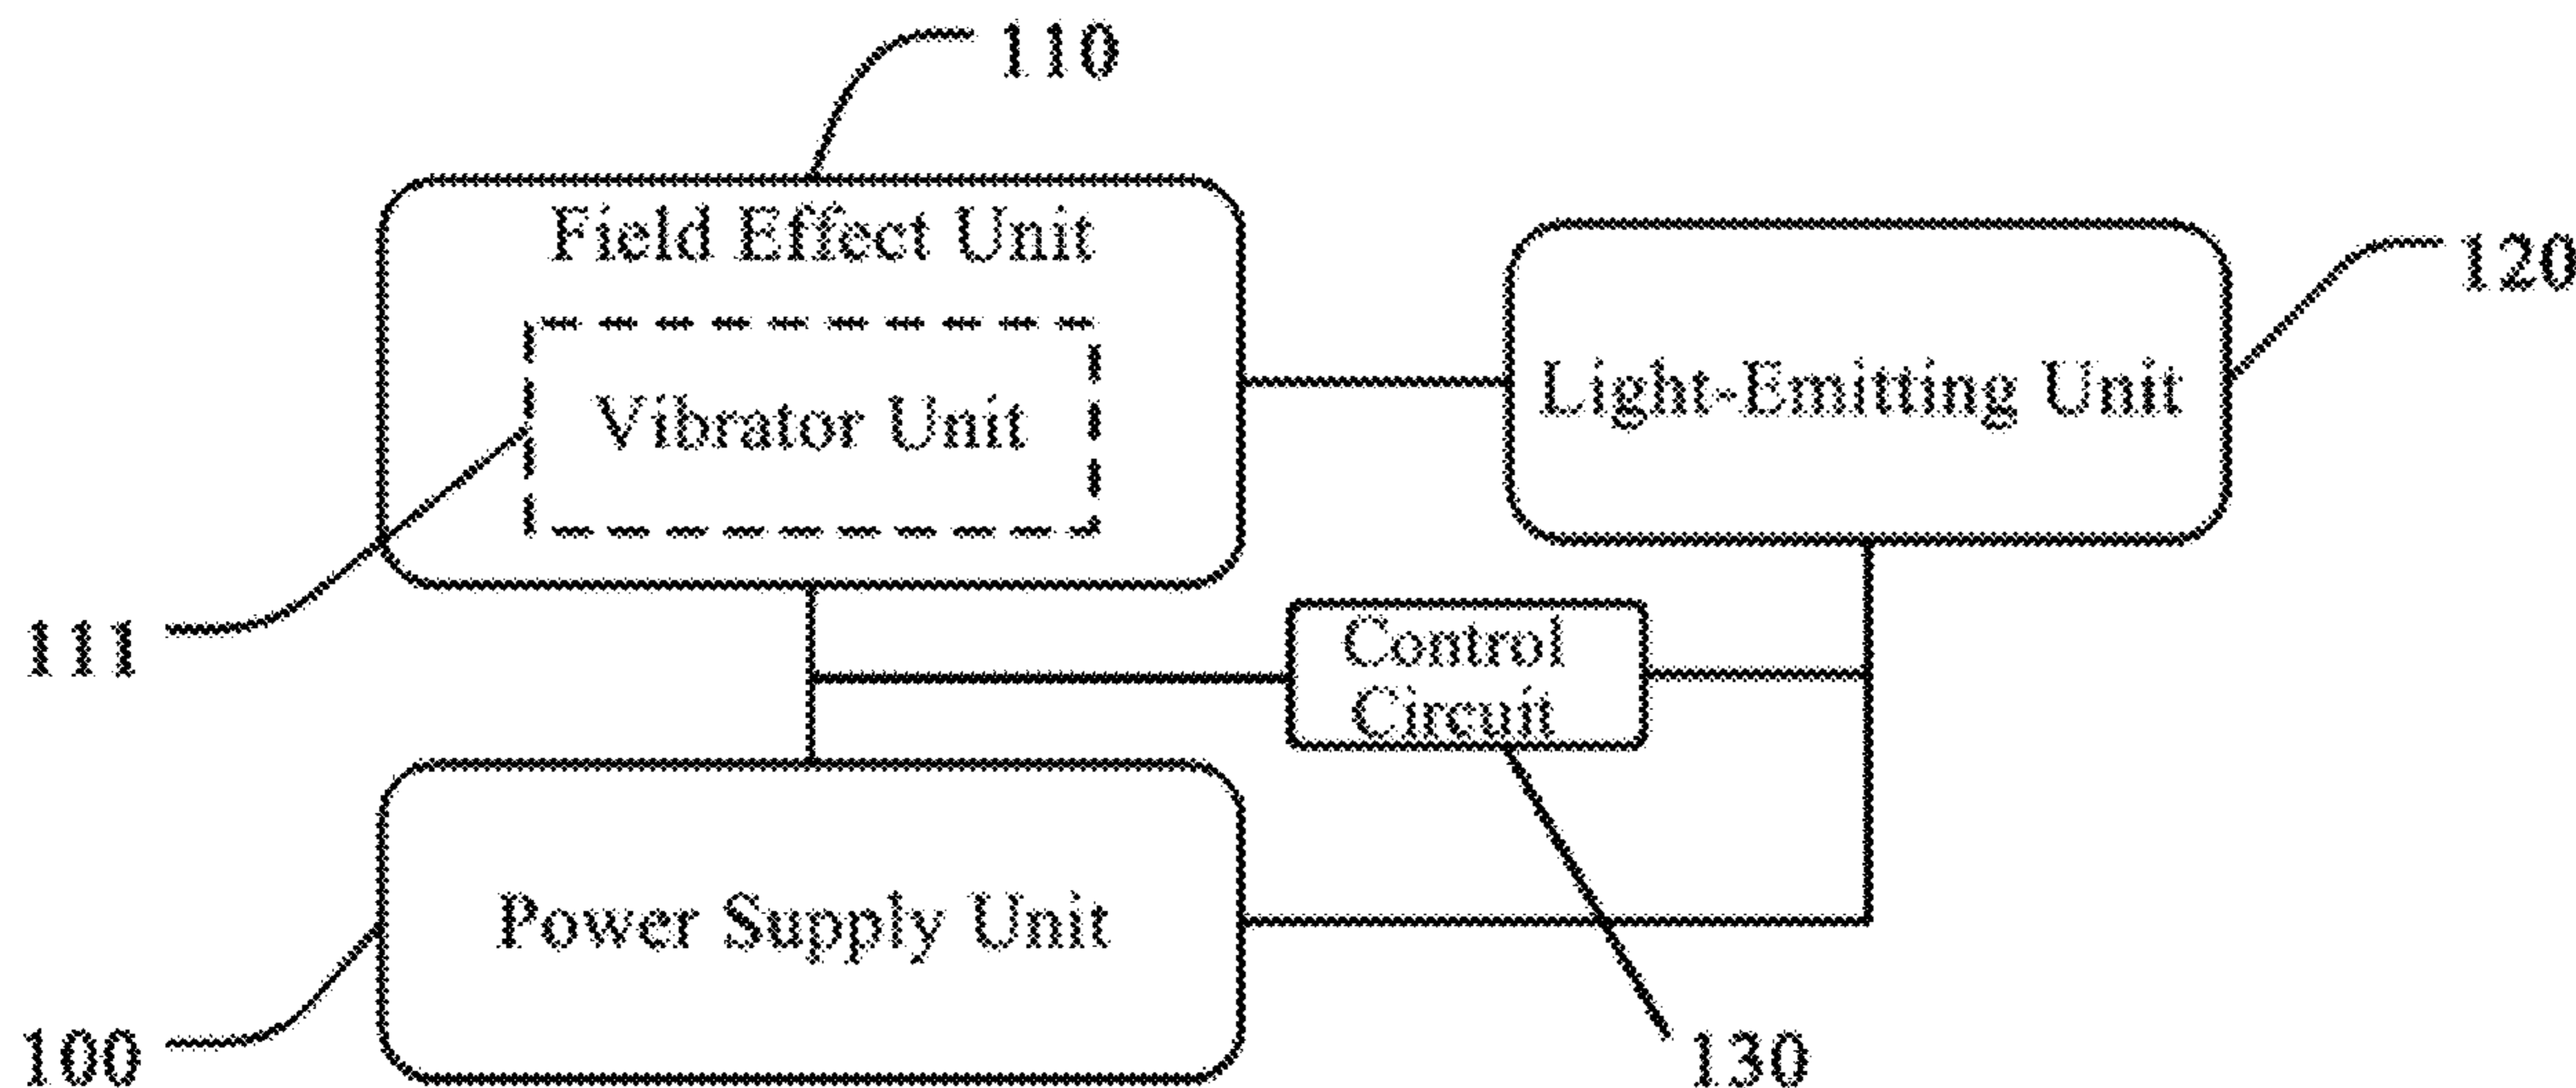 110
Field Effect Unit
120
Vibrator Unit
Light-Emitting Unit
111
Control
Circuit
Power Supply Unit
100
130